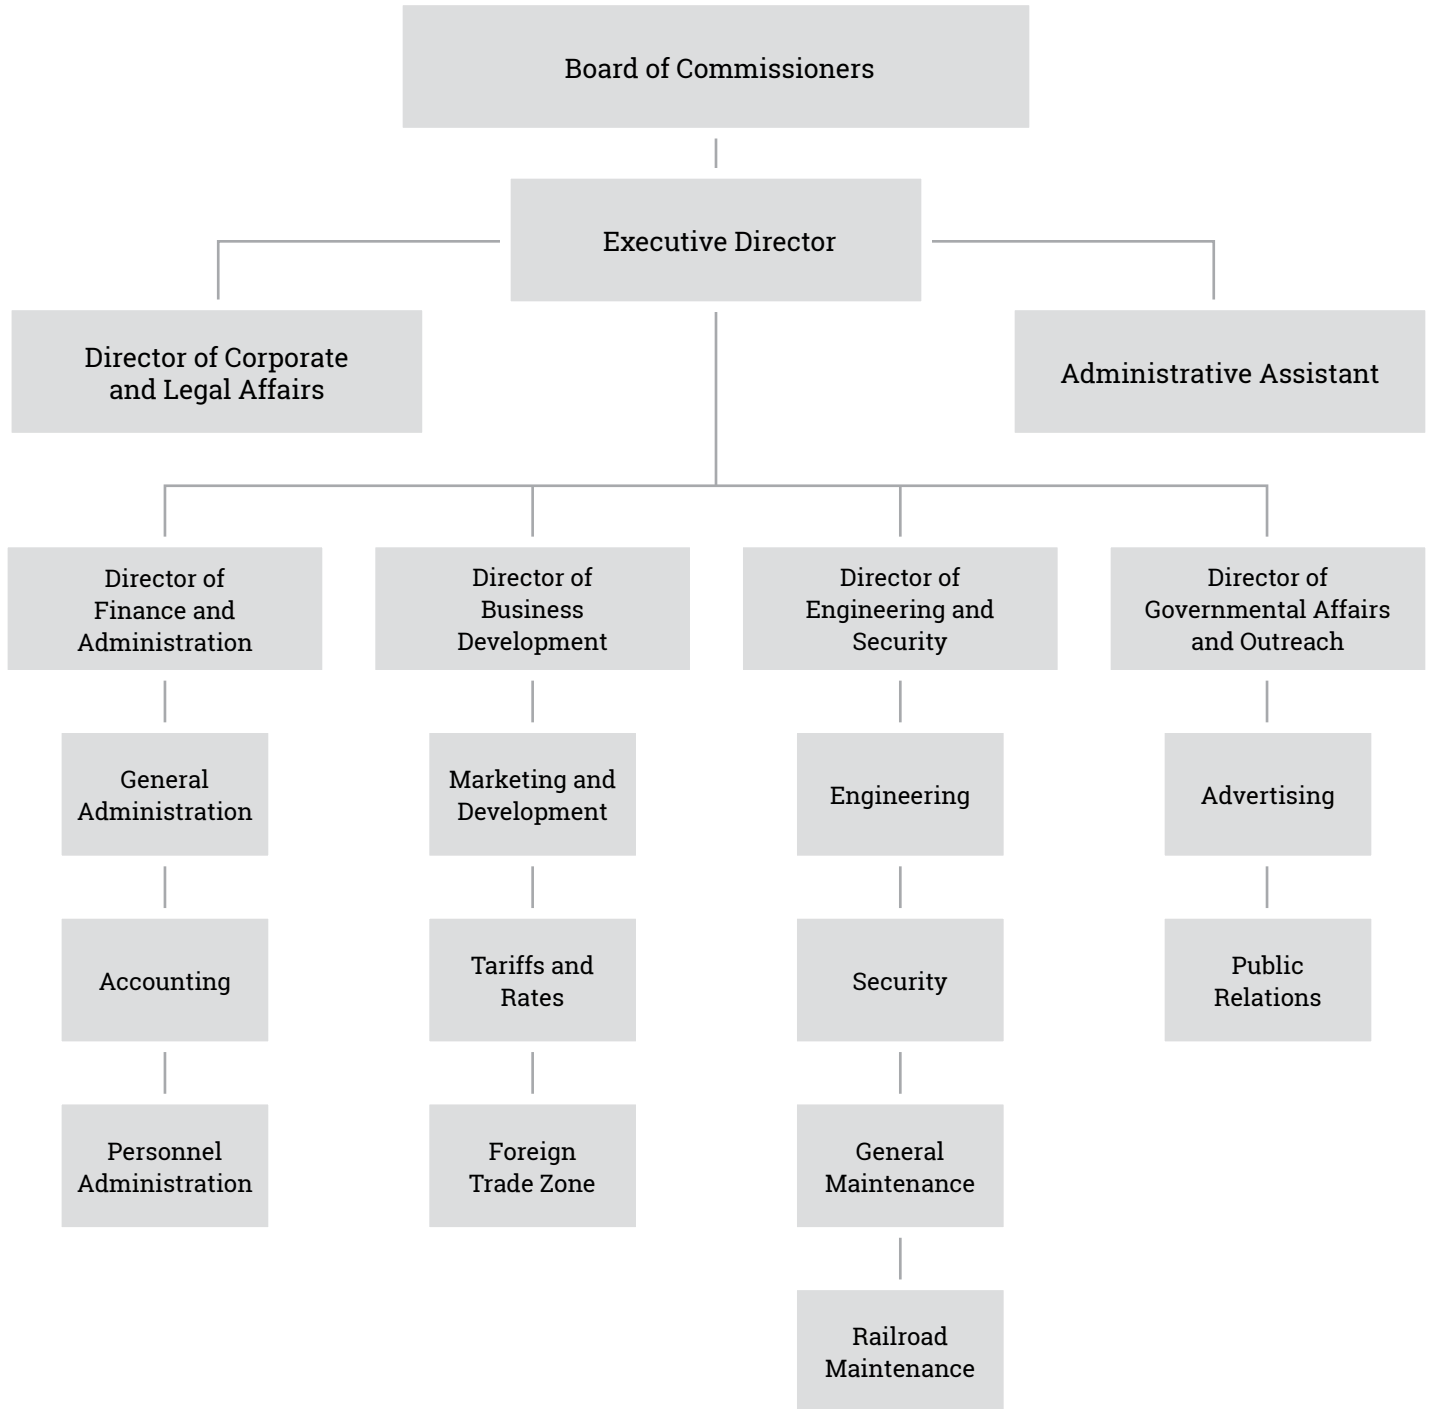 Board of Commissioners
Executive Director
Director of Corporate
and Legal Affairs
Administrative Assistant
Director of
Finance and
Administration
Director of
Business
Development
Director of
Engineering and
Security
Director of
Governmental Affairs
and Outreach
General
Administration
Marketing and
Development
Engineering
Advertising
Accounting
Tariffs and
Rates
Security
Public
Relations
Personnel
Administration
Foreign
Trade Zone
General
Maintenance
Railroad
Maintenance